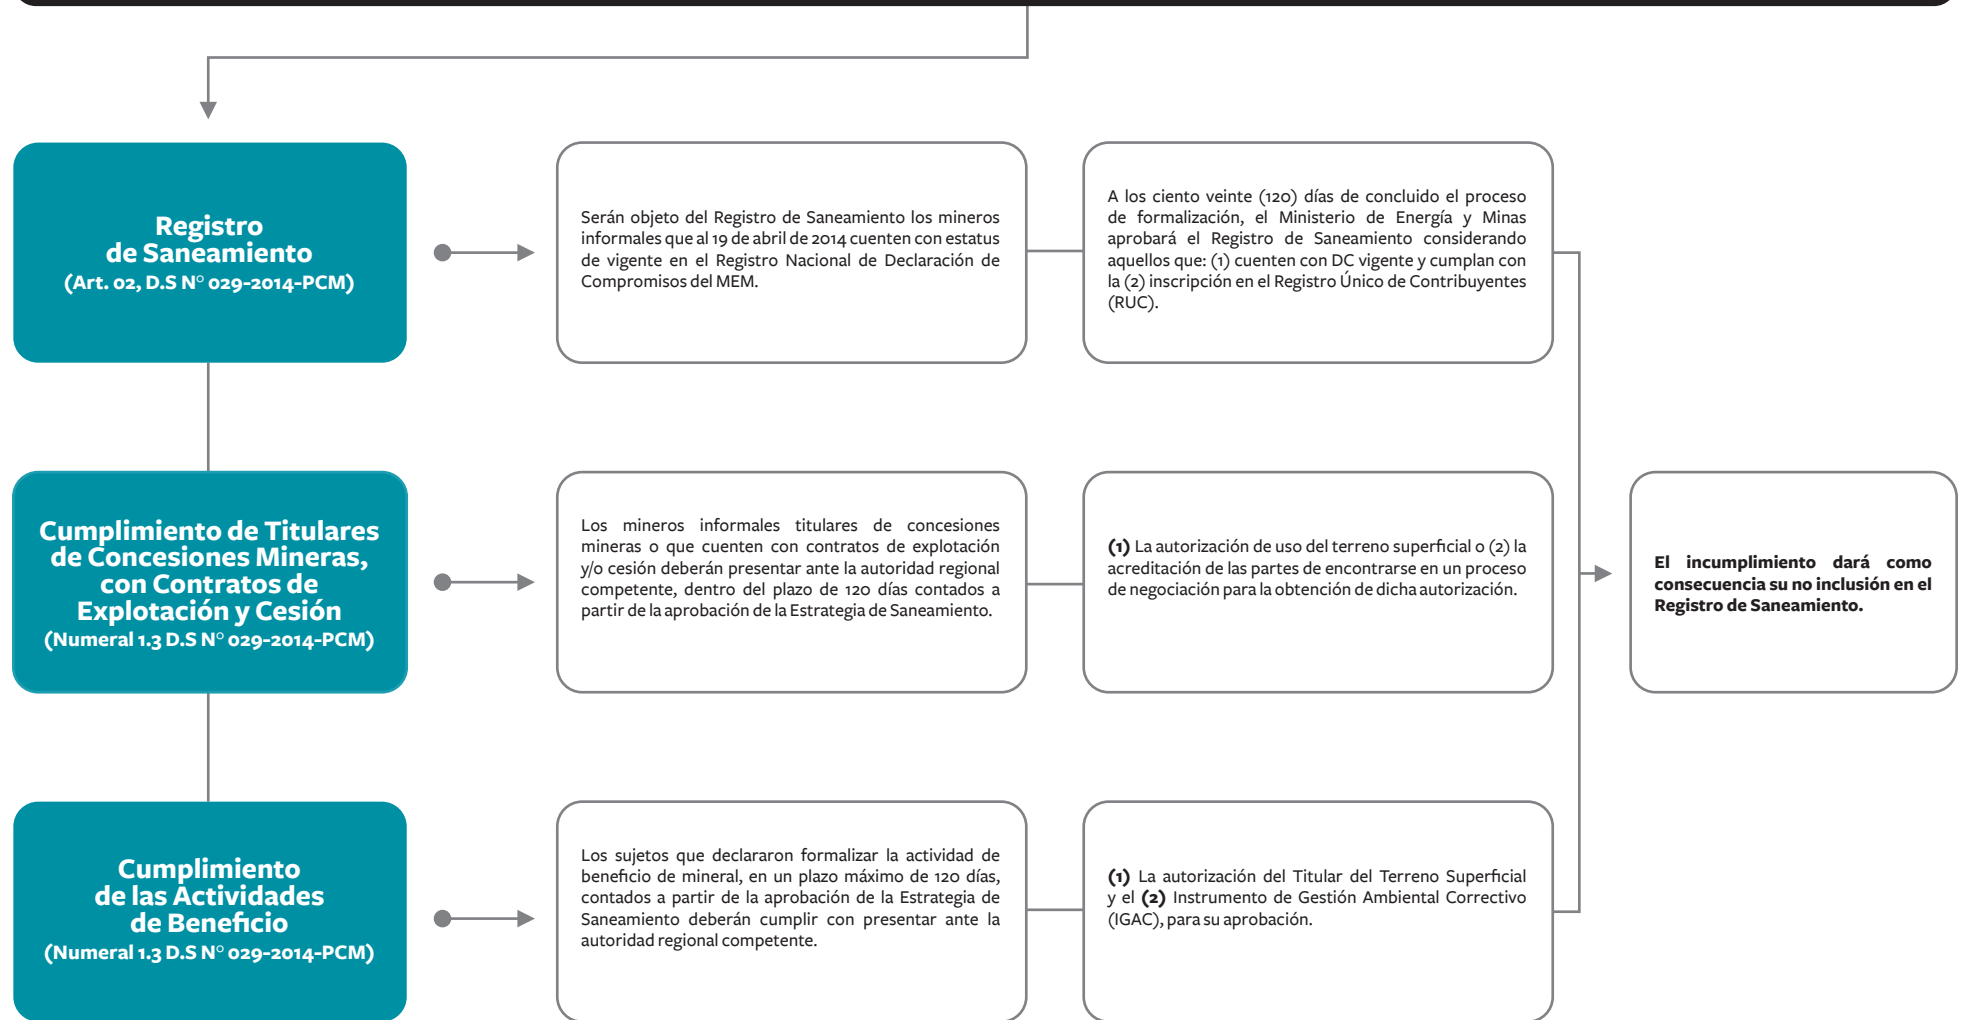 Registro
de Saneamiento
(Art. 02, D.S N° 029-2014-PCM)
Serán objeto del Registro de Saneamiento los mineros
informales que al 19 de abril de 2014 cuenten con estatus
de vigente en el Registro Nacional de Declaración de
Compromisos del MEM.
A los ciento veinte (120) días de concluido el proceso
de formalización, el Ministerio de Energía y Minas
aprobará el Registro de Saneamiento considerando
aquellos que: (1) cuenten con DC vigente y cumplan con
la (2) inscripción en el Registro Único de Contribuyentes
(RUC).
Cumplimiento de Titulares
de Concesiones Mineras,
con Contratos de
Explotación y Cesión
(Numeral 1.3 D.S N° 029-2014-PCM)
Los mineros informales titulares de concesiones
mineras o que cuenten con contratos de explotación
y/o cesión deberán presentar ante la autoridad regional
competente, dentro del plazo de 120 días contados a
partir de la aprobación de la Estrategia de Saneamiento.
(1) La autorización de uso del terreno superficial o (2) la
acreditación de las partes de encontrarse en un proceso
de negociación para la obtención de dicha autorización.
El incumplimiento dará como
consecuencia su no inclusión en el
Registro de Saneamiento.
Cumplimiento
de las Actividades
de Beneficio
(Numeral 1.3 D.S N° 029-2014-PCM)
Los sujetos que declararon formalizar la actividad de
beneficio de mineral, en un plazo máximo de 120 días,
contados a partir de la aprobación de la Estrategia de
Saneamiento deberán cumplir con presentar ante la
autoridad regional competente.
(1) La autorización del Titular del Terreno Superficial
y el (2) Instrumento de Gestión Ambiental Correctivo
(IGAC), para su aprobación.